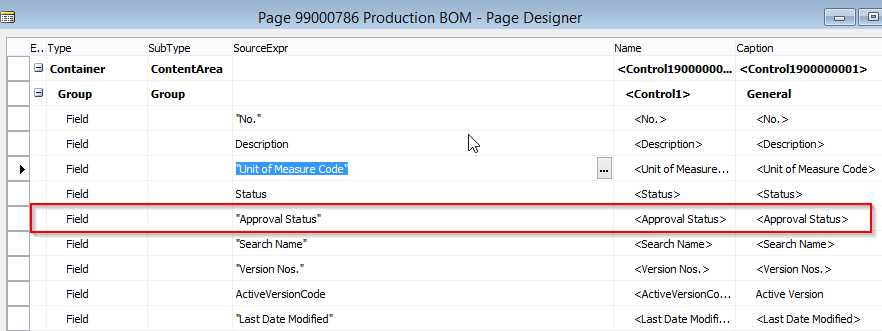 Page 99000786 Production BOM - Page Designer
E.. Type SubType SourceExpr Name Caption
Container ContentArea <Control19000000... <Control1900000001>
Group Group <Control1> General
Field "No." <No.> <No.>
Field Description <Description> <Description>
Field "Unit of Measure Code" ... <Unit of Measure... <Unit of Measure Code>
Field Status <Status> <Status>
Field "Approval Status" <Approval Status> <Approval Status>
Field "Search Name" <Search Name> <Search Name>
Field "Version Nos." <Version Nos.> <Version Nos.>
Field ActiveVersionCode <ActiveVersionCo... Active Version
Field "Last Date Modified" <Last Date Modifi... <Last Date Modified>